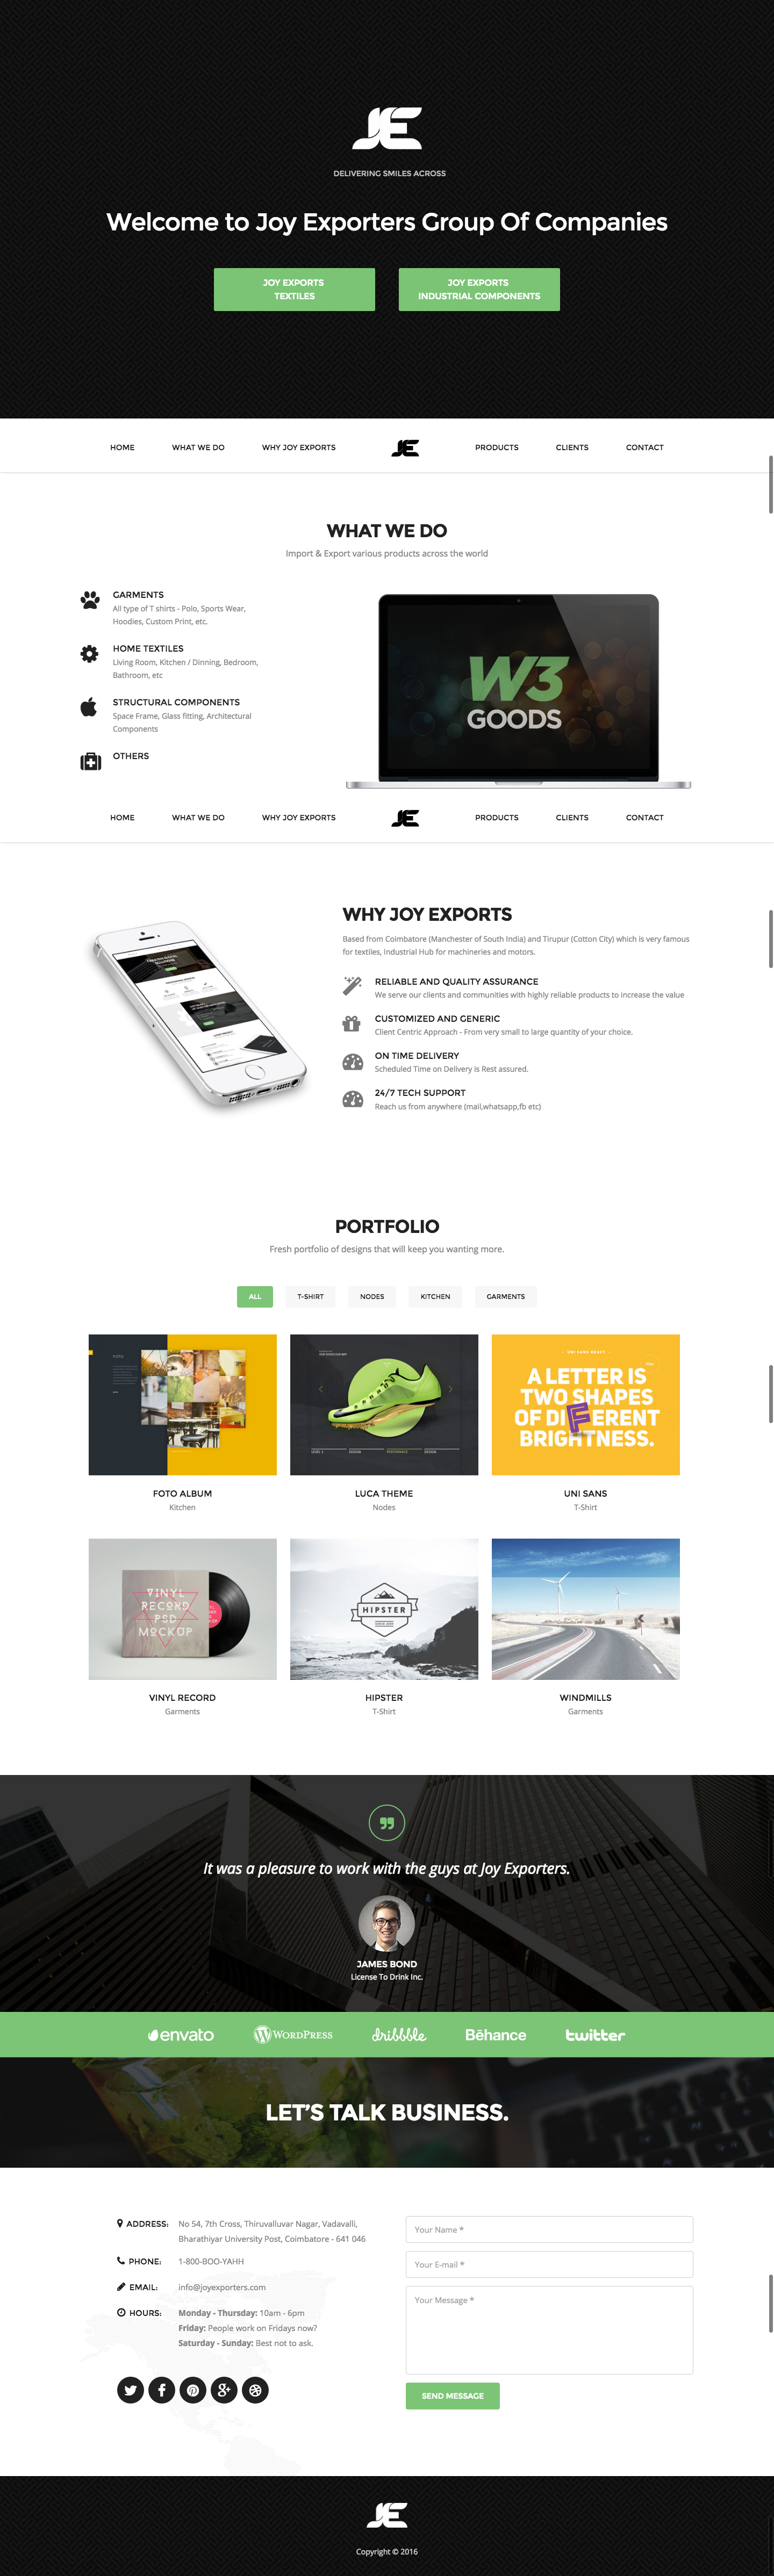 JE
DELIVERING SMILES ACROSS
Welcome to Joy Exporters Group Of Companies
JOY EXPORTS
TEXTILES
JOY EXPORTS
INDUSTRIAL COMPONENTS
HOME WHAT WE DO WHY JOY EXPORTS JE PRODUCTS CLIENTS CONTACT
WHAT WE DO
Import & Export various products across the world
GARMENTS
All type of T shirts - Polo, Sports Wear,
Hoodies, Custom Print, etc.
HOME TEXTILES
Living Room, Kitchen / Dinning, Bedroom,
Bathroom, etc
STRUCTURAL COMPONENTS
Space Frame, Glass fitting, Architectural
Components
OTHERS
W3
GOODS
HOME WHAT WE DO WHY JOY EXPORTS JE PRODUCTS CLIENTS CONTACT
WHY JOY EXPORTS
Based from Coimbatore (Manchester of South India) and Tirupur (Cotton City) which is very famous
for textiles, Industrial Hub for machineries and motors.
RELIABLE AND QUALITY ASSURANCE
We serve our clients and communities with highly reliable products to increase the value
CUSTOMIZED AND GENERIC
Client Centric Approach - From very small to large quantity of your choice.
ON TIME DELIVERY
Scheduled Time on Delivery is Rest assured.
24/7 TECH SUPPORT
Reach us from anywhere (mail,whatsapp,fb etc)
PORTFOLIO
Fresh portfolio of designs that will keep you wanting more.
ALL T-SHIRT NODES KITCHEN GARMENTS
A LETTER IS
TWO SHAPES
OF DIFFERENT
BRIGHTNESS.
FOTO ALBUM
Kitchen
LUCA THEME
Nodes
UNI SANS
T-Shirt
VINYL
RECORD
PSD
MOCKUP
HIPSTER
VINYL RECORD
Garments
HIPSTER
T-Shirt
WINDMILLS
Garments
It was a pleasure to work with the guys at Joy Exporters.
JAMES BOND
License To Drink Inc.
envato WORDPRESS dribbble Bēhance twitter
LET'S TALK BUSINESS.
ADDRESS: No 54, 7th Cross, Thiruvalluvar Nagar, Vadavalli,
Bharathiyar University Post, Coimbatore - 641 046
PHONE: 1-800-BOO-YAHH
EMAIL: info@joyexporters.com
HOURS: Monday - Thursday: 10am - 6pm
Friday: People work on Fridays now?
Saturday - Sunday: Best not to ask.
Your Name *
Your E-mail *
Your Message *
SEND MESSAGE
JE
Copyright © 2016